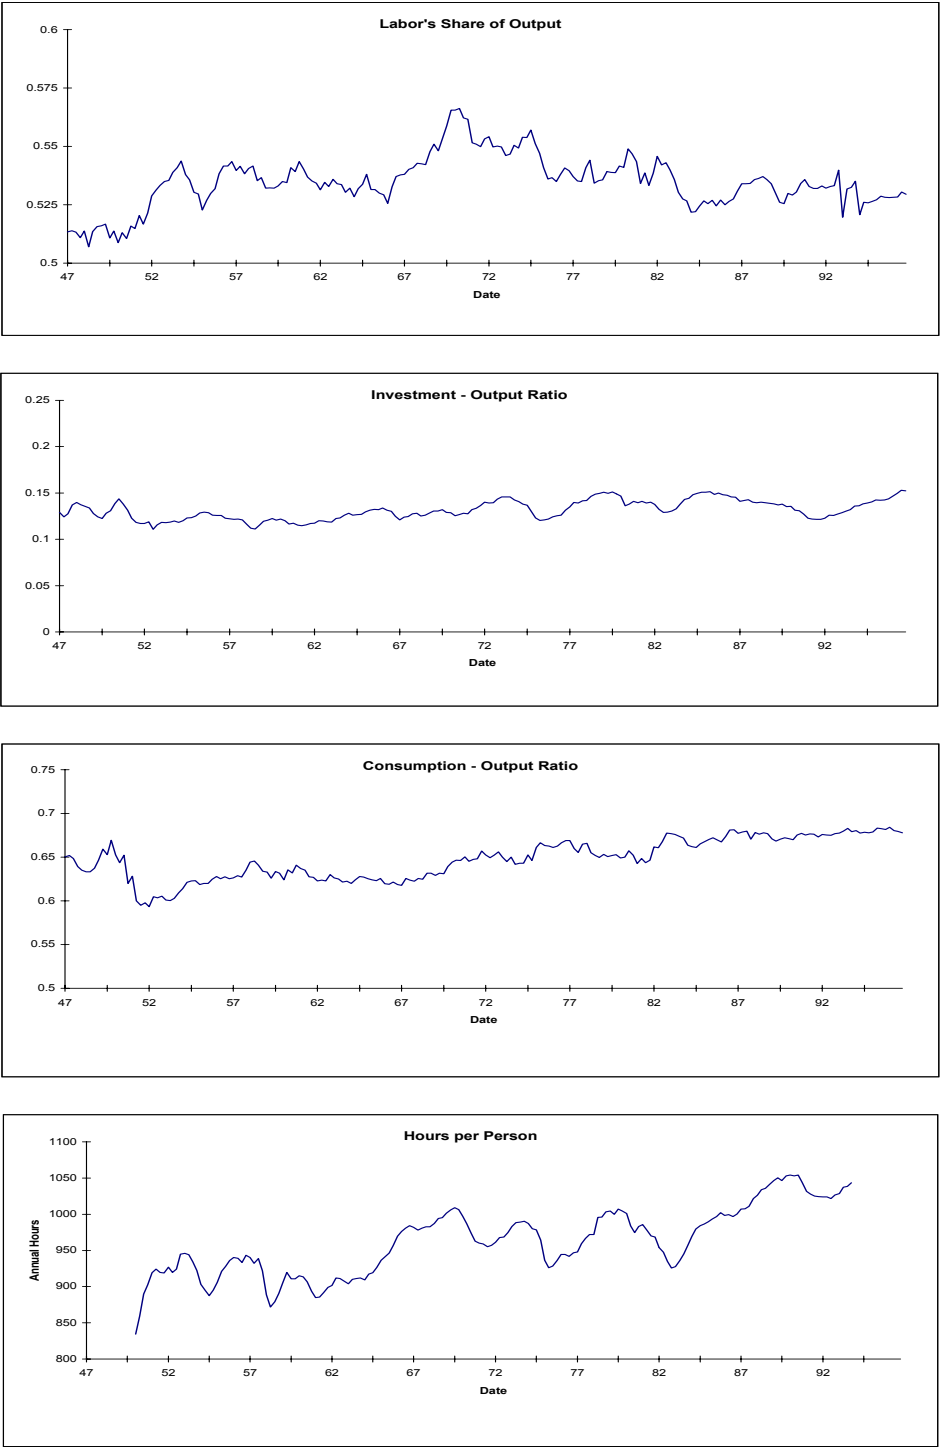 Labor's Share of Output
0.6
0.575
0.55
0.525
0.5
47 52 57 62 67 72 77 82 87 92
Date
Investment - Output Ratio
0.25
0.2
0.15
0.1
0.05
0
47 52 57 62 67 72 77 82 87 92
Date
Consumption - Output Ratio
0.75
0.7
0.65
0.6
0.55
0.5
47 52 57 62 67 72 77 82 87 92
Date
Hours per Person
1100
1050
1000
950
900
850
800
Annual Hours
47 52 57 62 67 72 77 82 87 92
Date